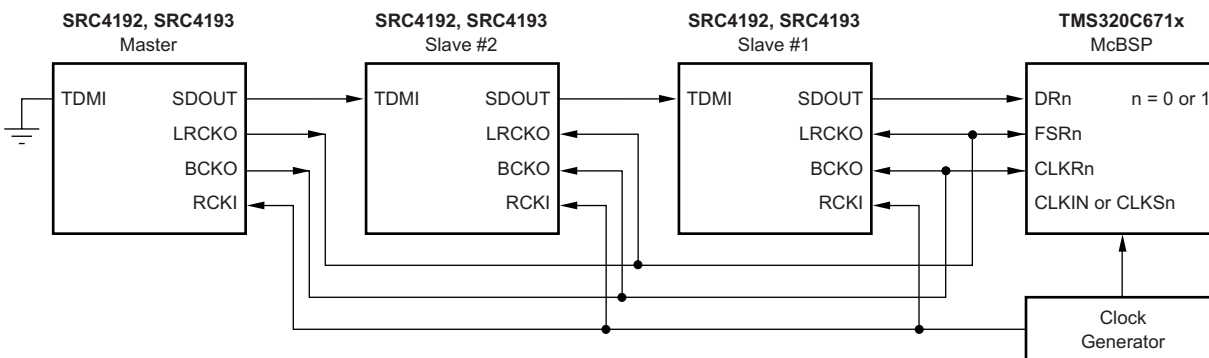 SRC4192, SRC4193
Master
TDMI
SDOUT
LRCKO
BCKO
RCKI
SRC4192, SRC4193
Slave #2
TDMI
SDOUT
LRCKO
BCKO
RCKI
SRC4192, SRC4193
Slave #1
TDMI
SDOUT
LRCKO
BCKO
RCKI
TMS320C671x
McBSP
DRn
n = 0 or 1
FSRn
CLKRn
CLKIN or CLKSn
Clock
Generator